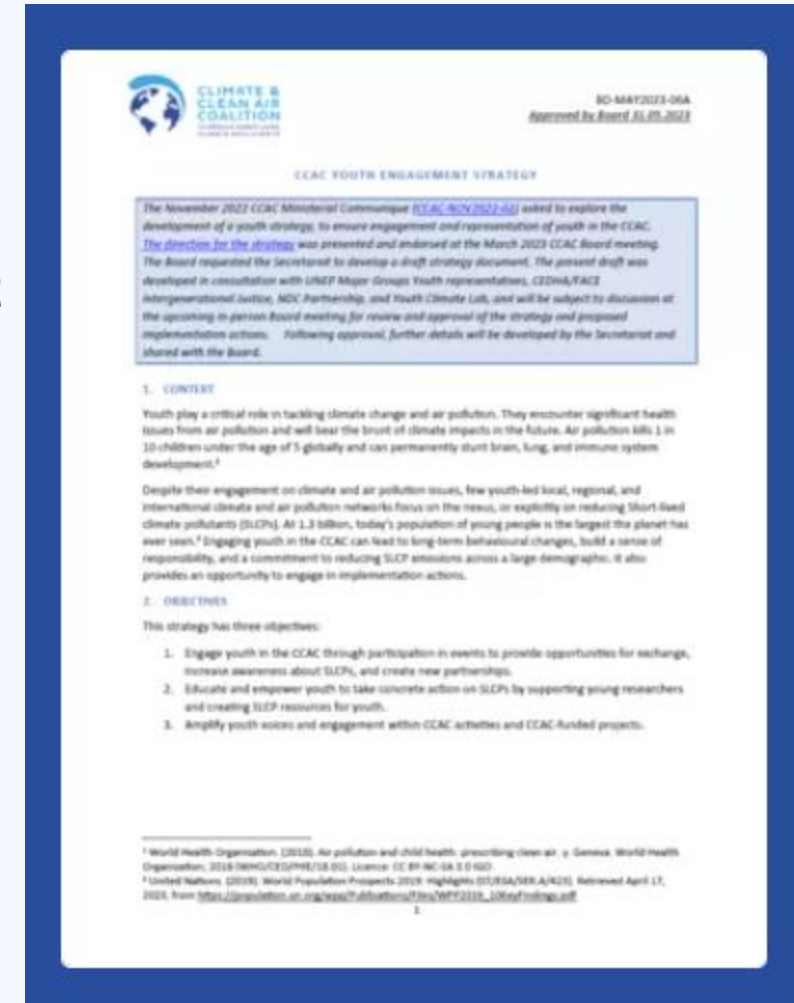 CLIMATE &
CLEAN AIR
COALITION
BD-MAY2023-06A
Approved by Board 31.05.2023
CCAC YOUTH ENGAGEMENT STRATEGY
The November 2022 CCAC Ministerial Communique (CCAC-NOV2022-02) asked to explore the
development of a youth strategy, to ensure engagement and representation of youth in the CCAC.
The direction for the strategy was presented and endorsed at the March 2023 CCAC Board meeting.
The Board requested the Secretariat to develop a draft strategy document. The present draft was
developed in consultation with UNEP Major Groups Youth representatives, CEDHA/FACE
Intergenerational Justice, NDC Partnership, and Youth Climate Lab, and will be subject to discussion at
the upcoming in-person Board meeting for review and approval of the strategy and proposed
implementation actions. Following approval, further details will be developed by the Secretariat and
shared with the Board.
1. CONTEXT
Youth play a critical role in tackling climate change and air pollution. They encounter significant health
issues from air pollution and will bear the brunt of climate impacts in the future. Air pollution kills 1 in
10 children under the age of 5 globally and can permanently stunt brain, lung, and immune system
development.¹
Despite their engagement on climate and air pollution issues, few youth-led local, regional, and
international climate and air pollution networks focus on the nexus, or explicitly on reducing Short-lived
climate pollutants (SLCPs). At 1.3 billion, today's population of young people is the largest the planet has
ever seen.² Engaging youth in the CCAC can lead to long-term behavioural changes, build a sense of
responsibility, and a commitment to reducing SLCP emissions across a large demographic. It also
provides an opportunity to engage in implementation actions.
2. OBJECTIVES
This strategy has three objectives:
1. Engage youth in the CCAC through participation in events to provide opportunities for exchange,
increase awareness about SLCPs, and create new partnerships.
2. Educate and empower youth to take concrete action on SLCPs by supporting young researchers
and creating SLCP resources for youth.
3. Amplify youth voices and engagement within CCAC activities and CCAC-funded projects.
¹ World Health Organization. (2018). Air pollution and child health: prescribing clean air. Geneva: World Health
Organization; 2018 (WHO/CED/PHE/18.01). Licence: CC BY-NC-SA 3.0 IGO
² United Nations. (2019). World Population Prospects 2019: Highlights (ST/ESA/SER.A/423). Retrieved April 17,
2023, from https://population.un.org/wpp/Publications/Files/WPP2019_10KeyFindings.pdf
1